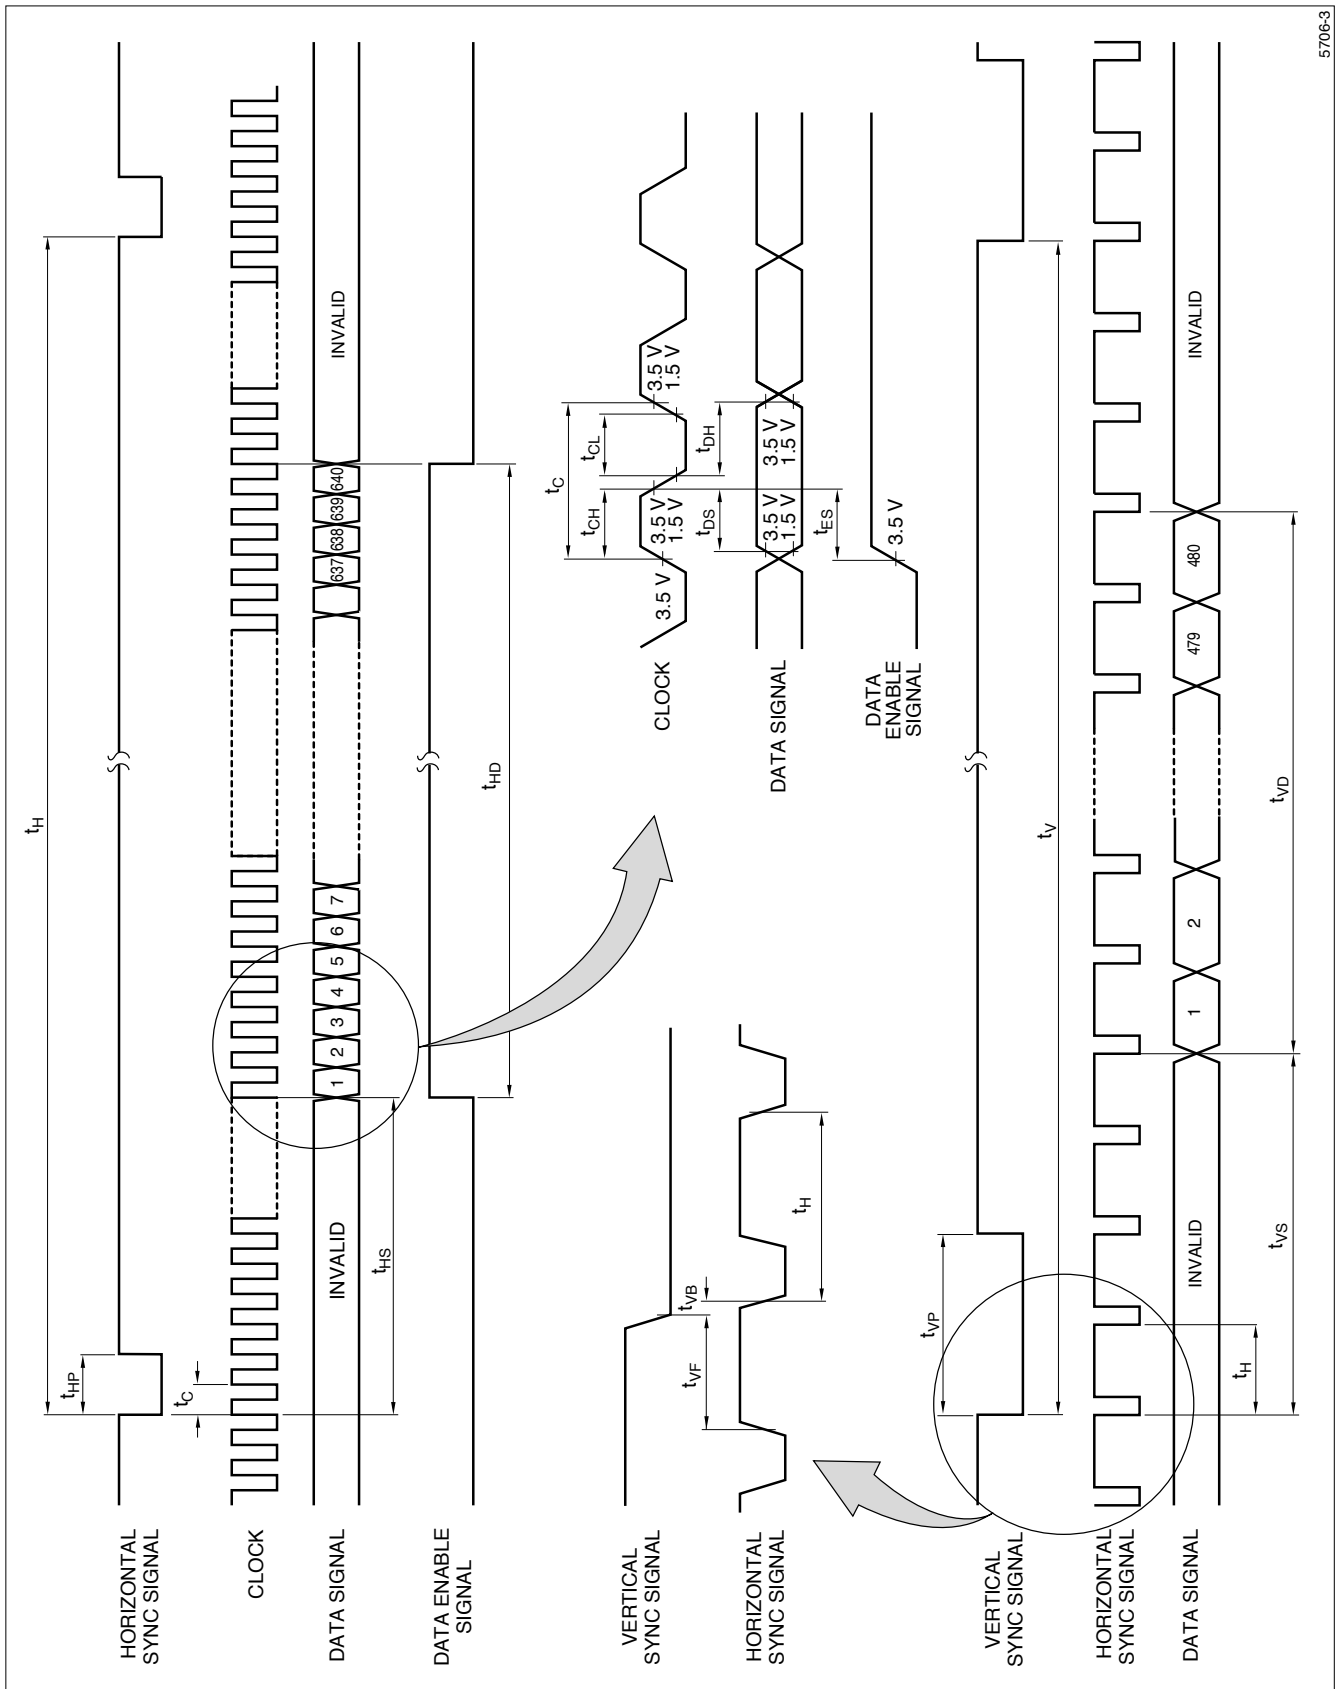 tH
HORIZONTAL
SYNC SIGNAL
tHP
tC
CLOCK
DATA SIGNAL
INVALID
1
2
3
4
5
6
7
637
638
639
640
INVALID
tHS
DATA ENABLE
SIGNAL
tHD
VERTICAL
SYNC SIGNAL
tVF
tVB
HORIZONTAL
SYNC SIGNAL
tH
tC
tCH
tCL
CLOCK
3.5 V
3.5 V
1.5 V
3.5 V
1.5 V
tDS
tDH
DATA SIGNAL
3.5 V
1.5 V
3.5 V
1.5 V
tES
DATA
ENABLE
SIGNAL
3.5 V
tVP
VERTICAL
SYNC SIGNAL
tV
HORIZONTAL
SYNC SIGNAL
DATA SIGNAL
INVALID
1
2
479
480
INVALID
tH
tVS
tVD
5706-3